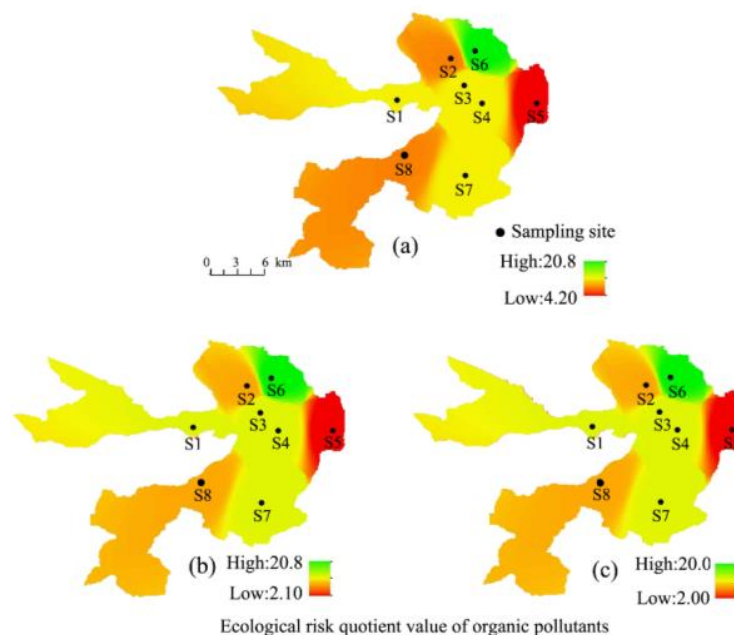 S2
S6
S3
S1
S4
S5
S8
S7
Sampling site
(a)
0 3 6 km
High:20.8
Low:4.20
S2
S6
S3
S1
S4
S5
S8
S7
(b)
High:20.8
Low:2.10
S2
S6
S3
S1
S4
S8
S7
(c)
High:20.0
Low:2.00
Ecological risk quotient value of organic pollutants